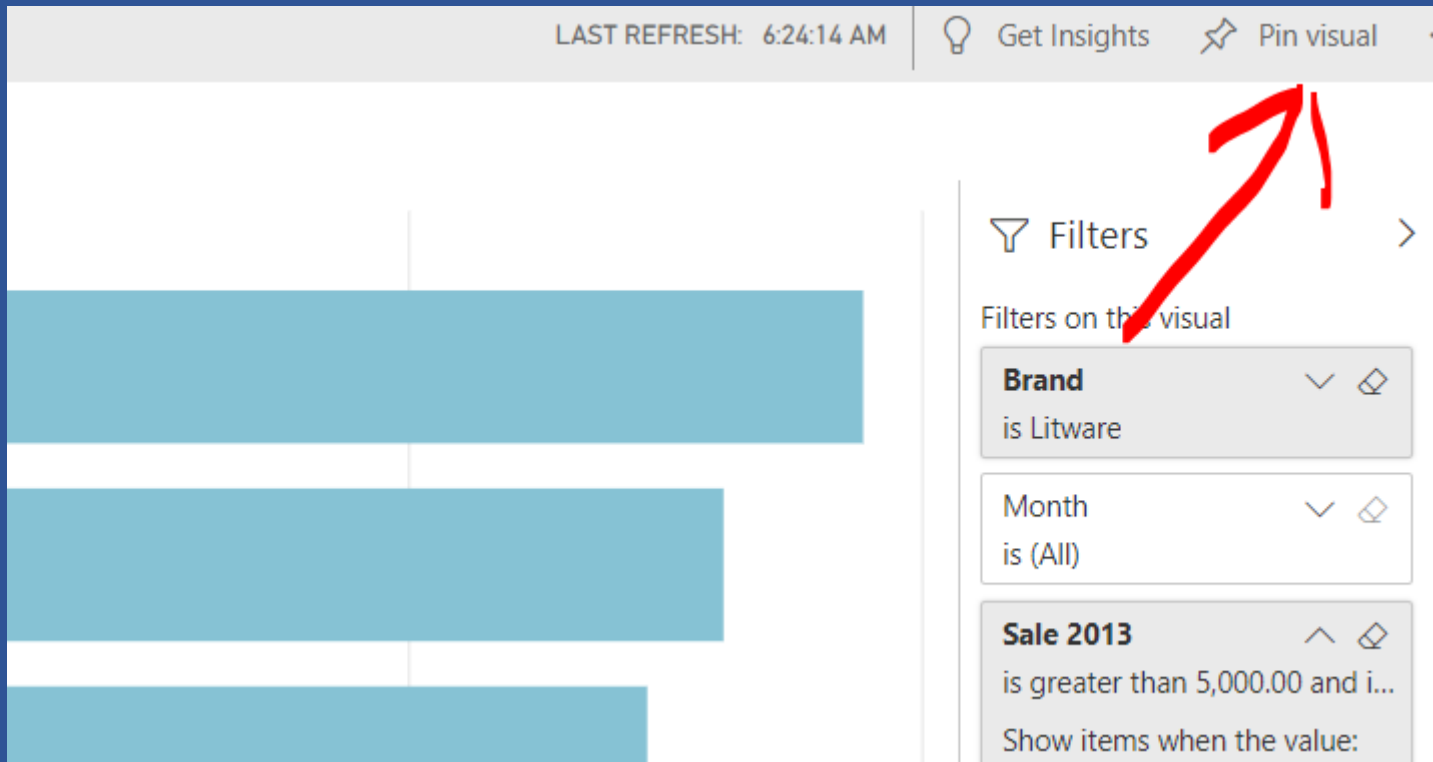 LAST REFRESH: 6:24:14 AM
Get Insights
Pin visual
Filters
Filters on this visual
Brand
is Litware
Month
is (All)
Sale 2013
is greater than 5,000.00 and i...
Show items when the value: